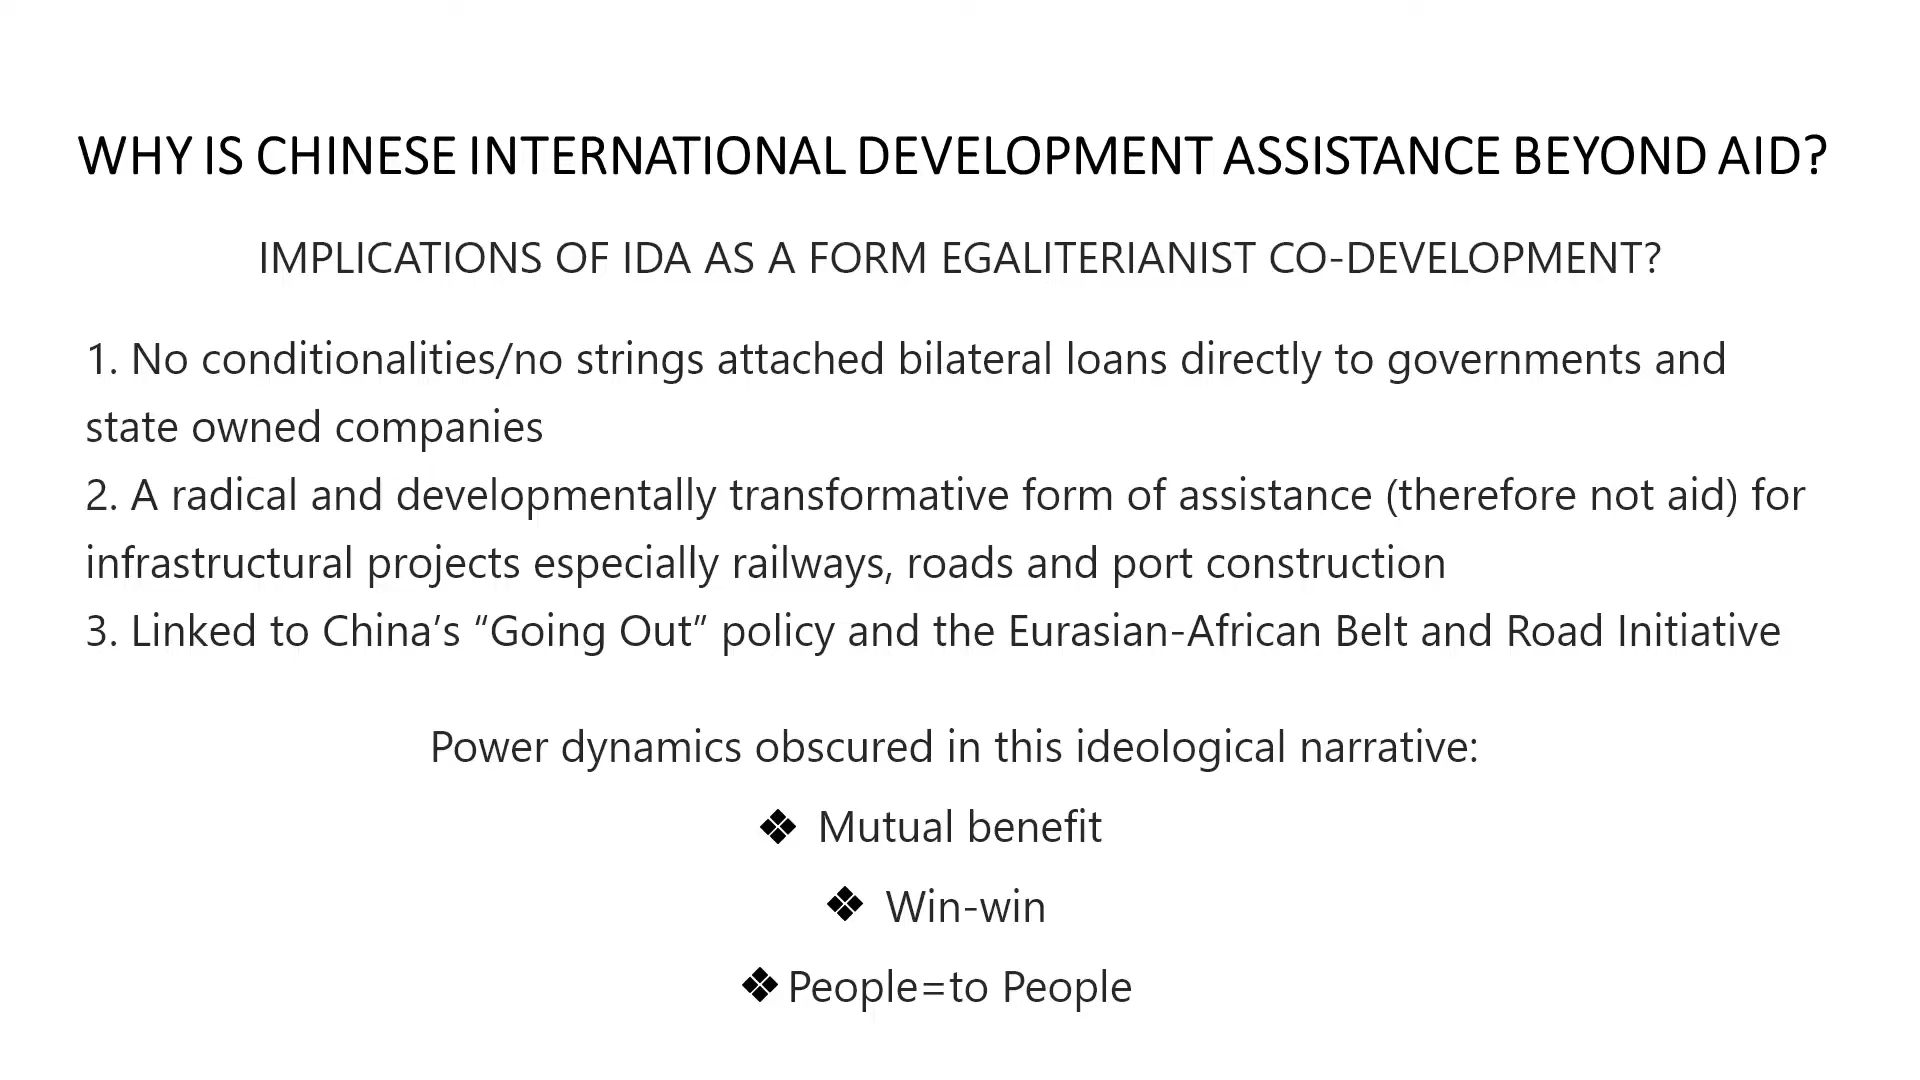 WHY IS CHINESE INTERNATIONAL DEVELOPMENT ASSISTANCE BEYOND AID?
IMPLICATIONS OF IDA AS A FORM EGALITERIANIST CO-DEVELOPMENT?
1. No conditionalities/no strings attached bilateral loans directly to governments and
state owned companies
2. A radical and developmentally transformative form of assistance (therefore not aid) for
infrastructural projects especially railways, roads and port construction
3. Linked to China’s “Going Out” policy and the Eurasian-African Belt and Road Initiative
Power dynamics obscured in this ideological narrative:
❖ Mutual benefit
❖ Win-win
❖ People=to People